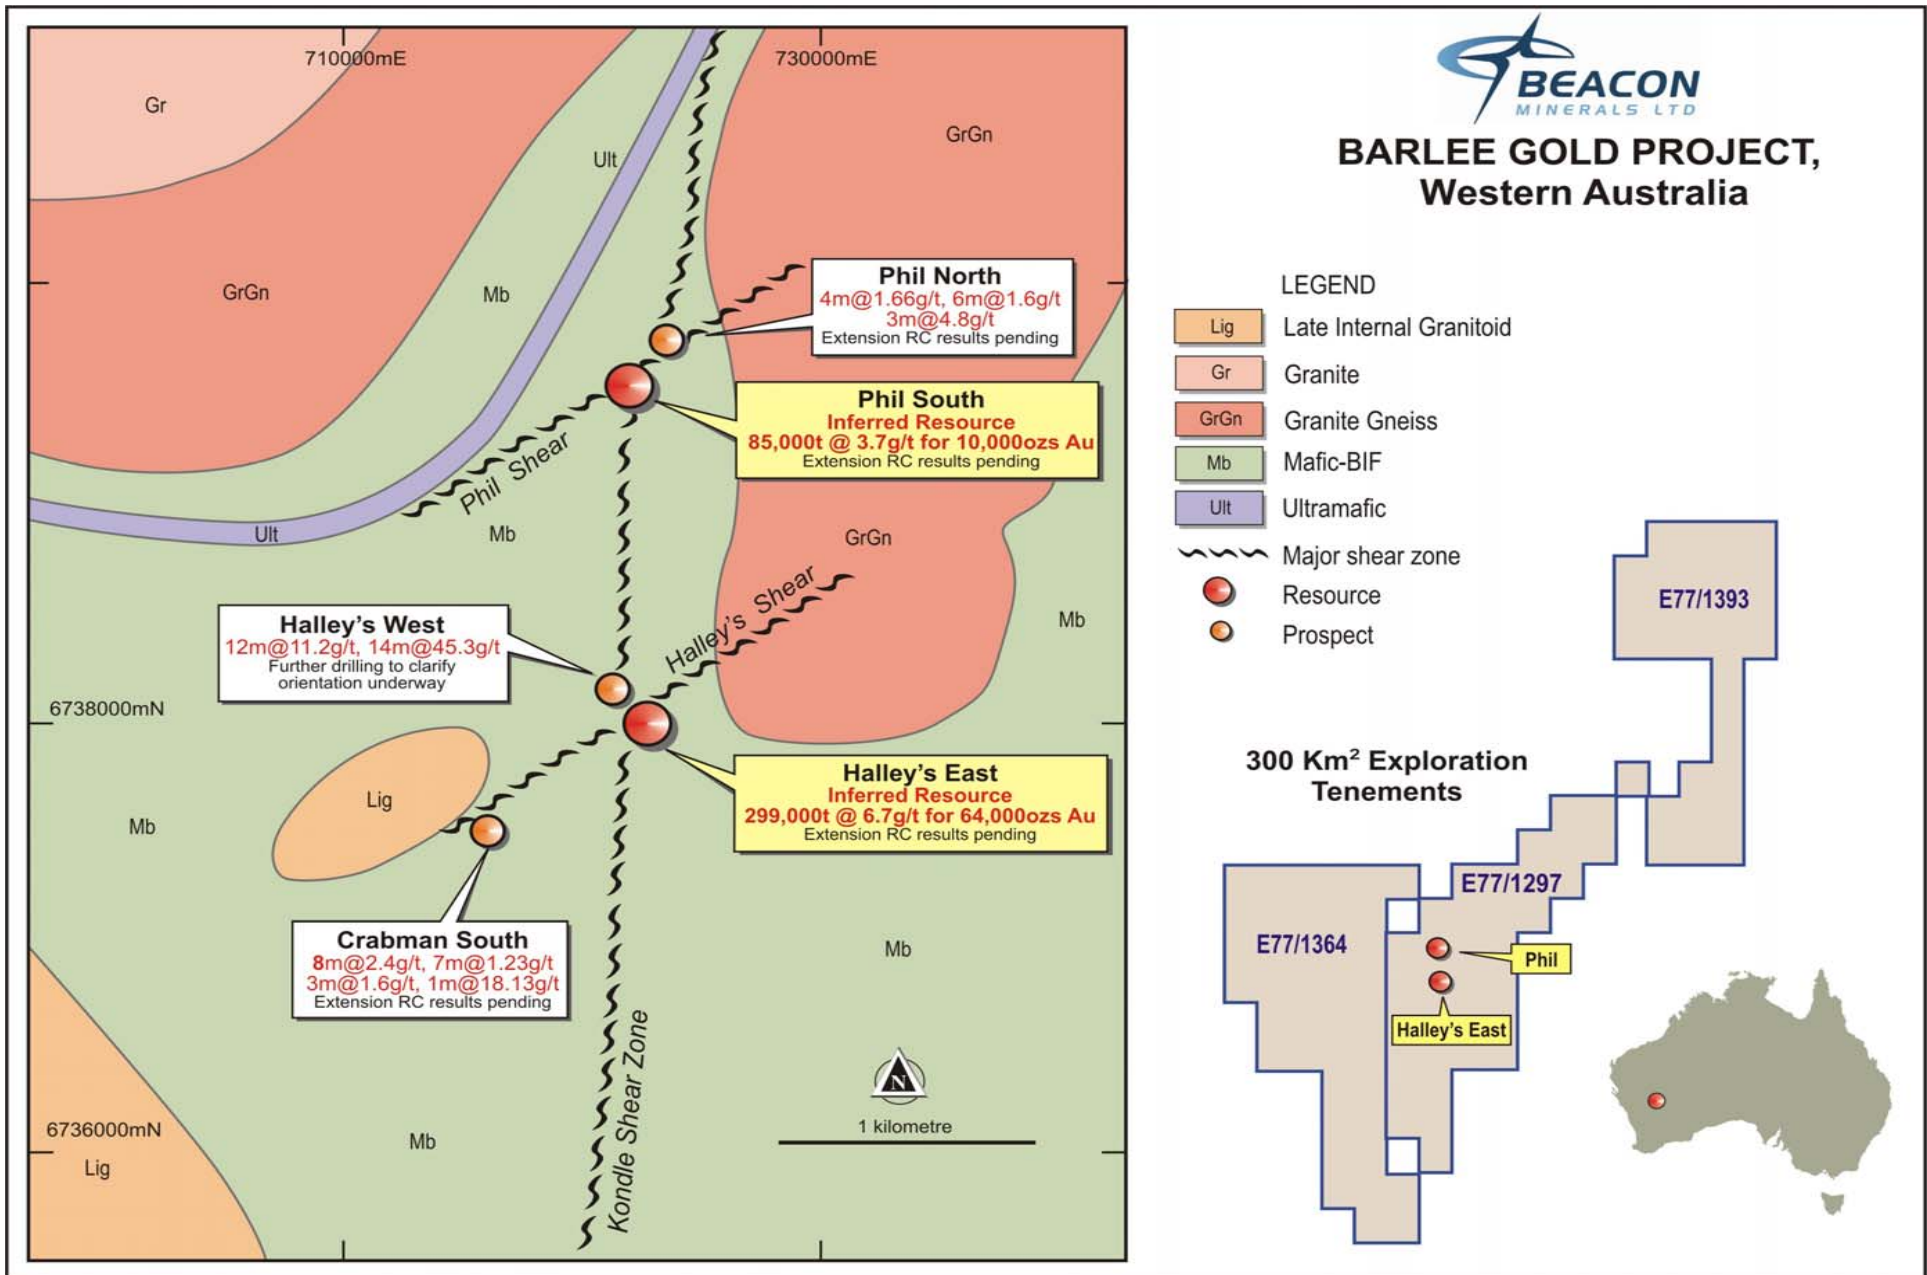 710000mE
730000mE
Gr
GrGn
Ult
GrGn
Mb
Phil North
4m@1.66g/t, 6m@1.6g/t
3m@4.8g/t
Extension RC results pending
Phil South
Inferred Resource
85,000t @ 3.7g/t for 10,000ozs Au
Extension RC results pending
Phil Shear
Ult
Mb
GrGn
Halley's Shear
Mb
Halley's West
12m@11.2g/t, 14m@45.3g/t
Further drilling to clarify
orientation underway
6738000mN
Halley's East
Inferred Resource
299,000t @ 6.7g/t for 64,000ozs Au
Extension RC results pending
Lig
Mb
Crabman South
8m@2.4g/t, 7m@1.23g/t
3m@1.6g/t, 1m@18.13g/t
Extension RC results pending
Mb
Kondle Shear Zone
N
1 kilometre
6736000mN
Lig
Mb
BEACON
MINERALS LTD
BARLEE GOLD PROJECT,
Western Australia
LEGEND
Lig Late Internal Granitoid
Gr Granite
GrGn Granite Gneiss
Mb Mafic-BIF
Ult Ultramafic
Major shear zone
Resource
Prospect
300 Km² Exploration
Tenements
E77/1393
E77/1297
E77/1364
Phil
Halley's East